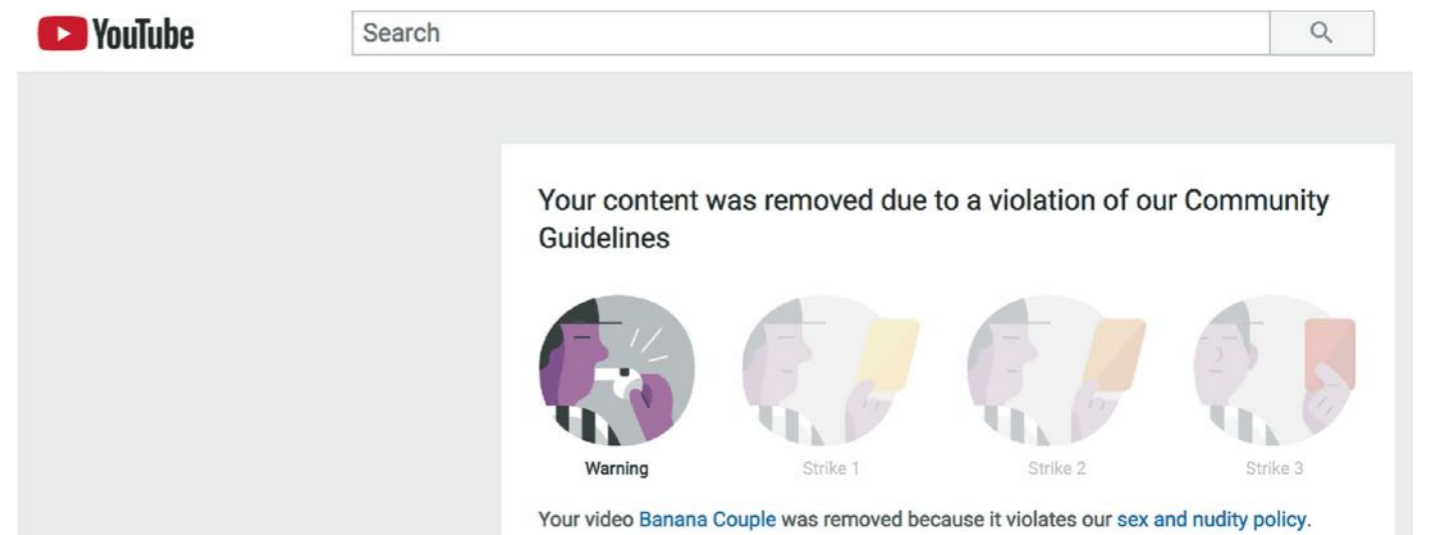 YouTube
Search
Your content was removed due to a violation of our Community
Guidelines
Warning
Strike 1
Strike 2
Strike 3
Your video Banana Couple was removed because it violates our sex and nudity policy.